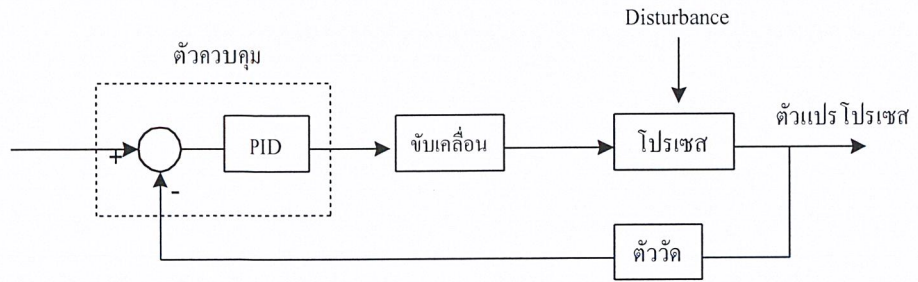 Disturbance
ตัวควบคุม
ตัวแปรโปรเซส
+
PID
ขับเคลื่อน
โปรเซส
-
ตัววัด